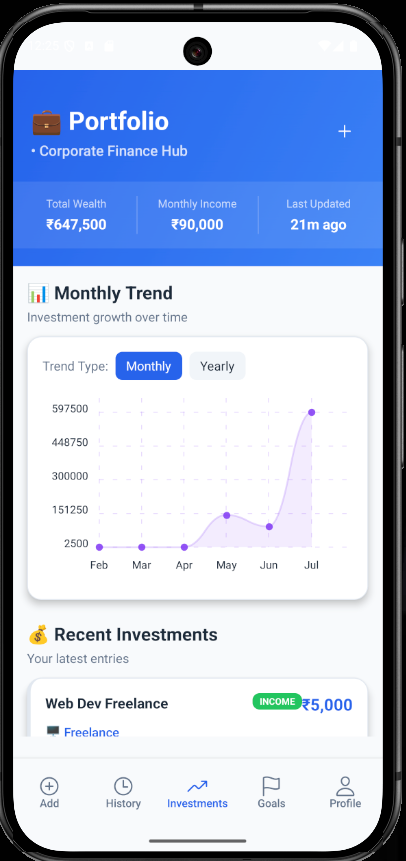 💼 Portfolio
• Corporate Finance Hub
Total Wealth Monthly Income Last Updated
₹647,500 ₹90,000 21m ago
📊 Monthly Trend
Investment growth over time
Trend Type: Monthly Yearly
597500
448750
300000
151250
2500
Feb Mar Apr May Jun Jul
💰 Recent Investments
Your latest entries
Web Dev Freelance INCOME ₹5,000
🖥️ Freelance
Add History Investments Goals Profile